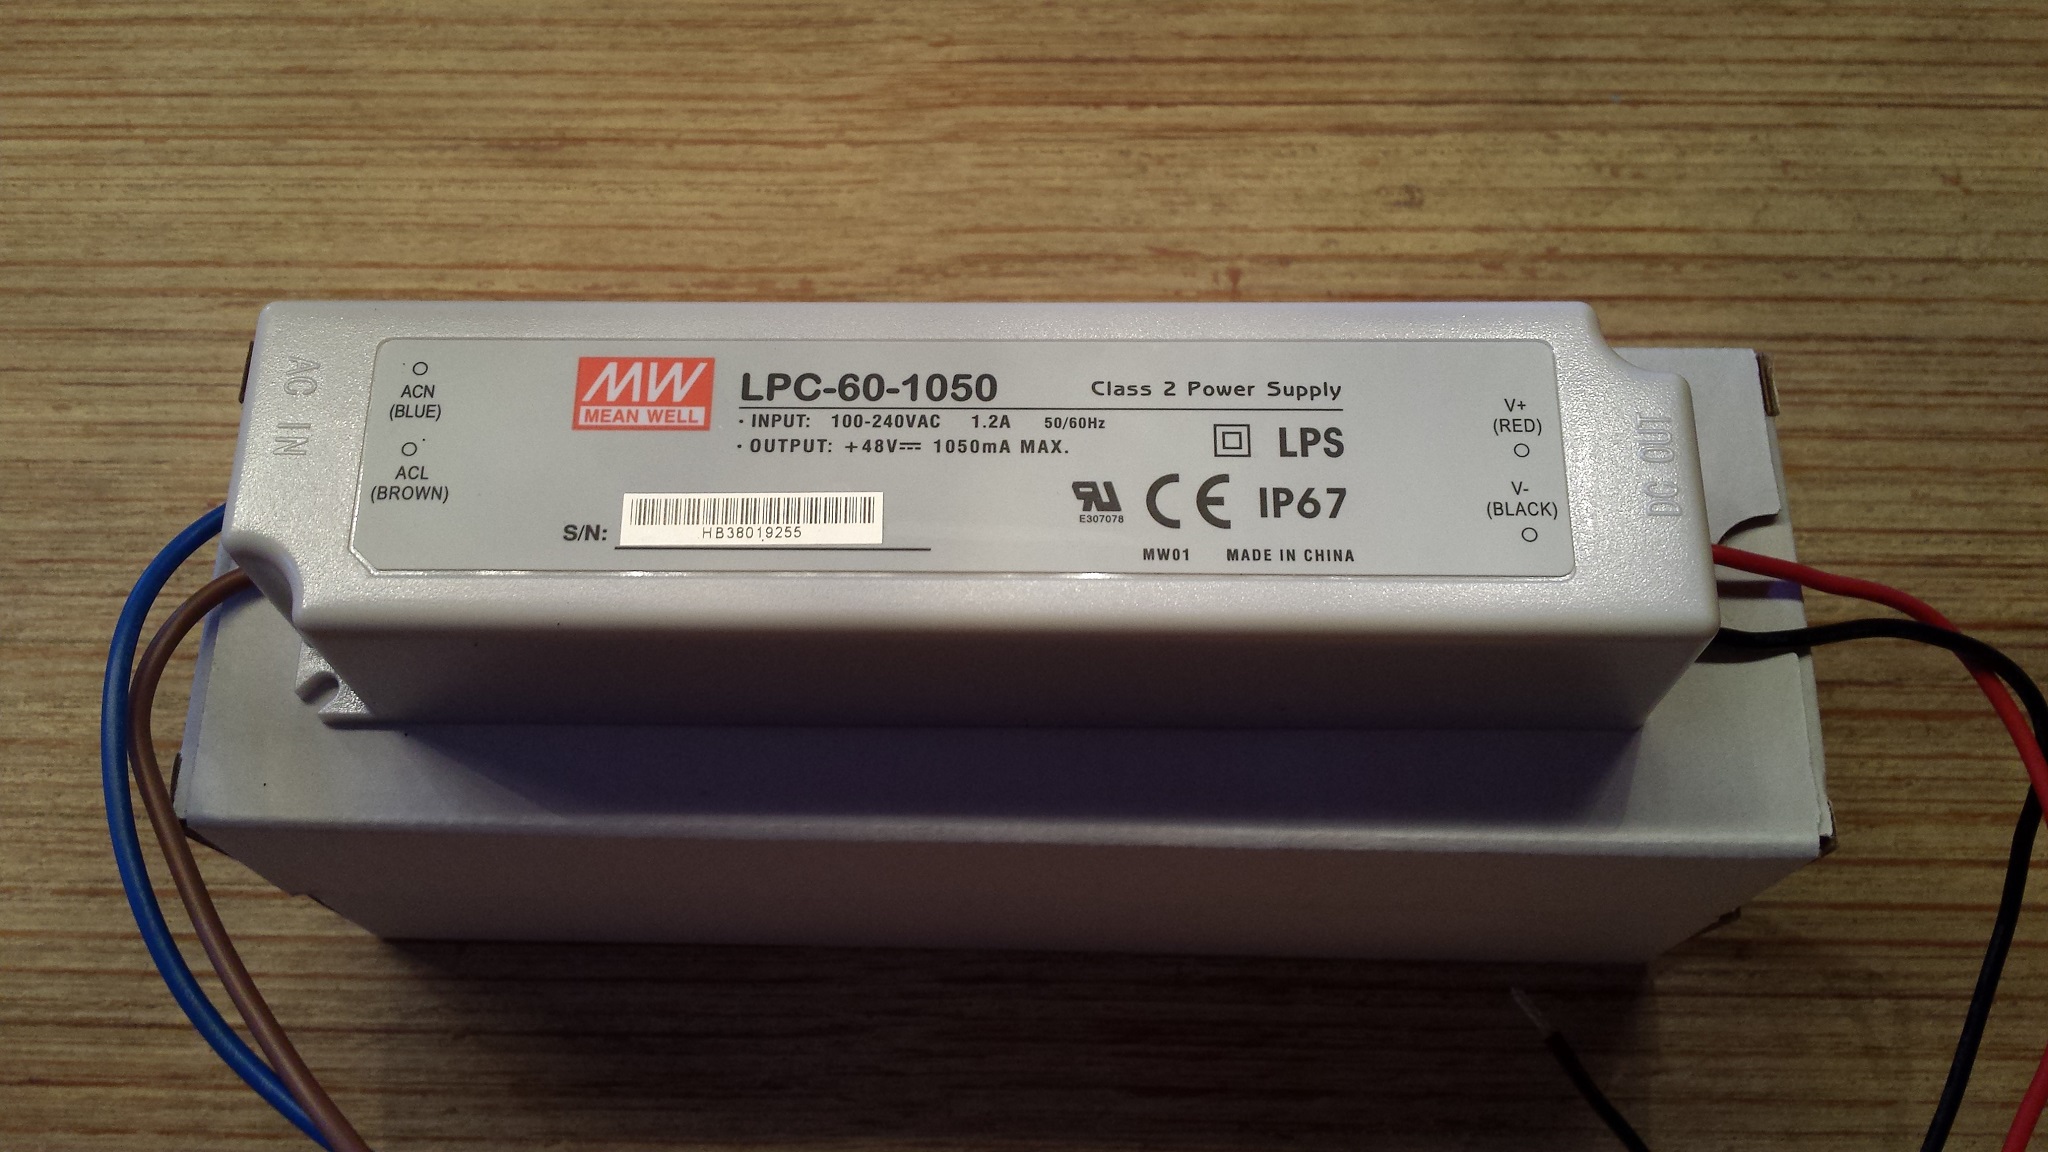 AC IN
ACN
(BLUE)
ACL
(BROWN)
MW
MEAN WELL
LPC-60-1050 Class 2 Power Supply
· INPUT: 100-240VAC 1.2A 50/60Hz
· OUTPUT: +48V⎓ 1050mA MAX.
LPS
E307078
CE IP67
S/N: HB38019255
MW01 MADE IN CHINA
V+
(RED)
V-
(BLACK)
DC OUT